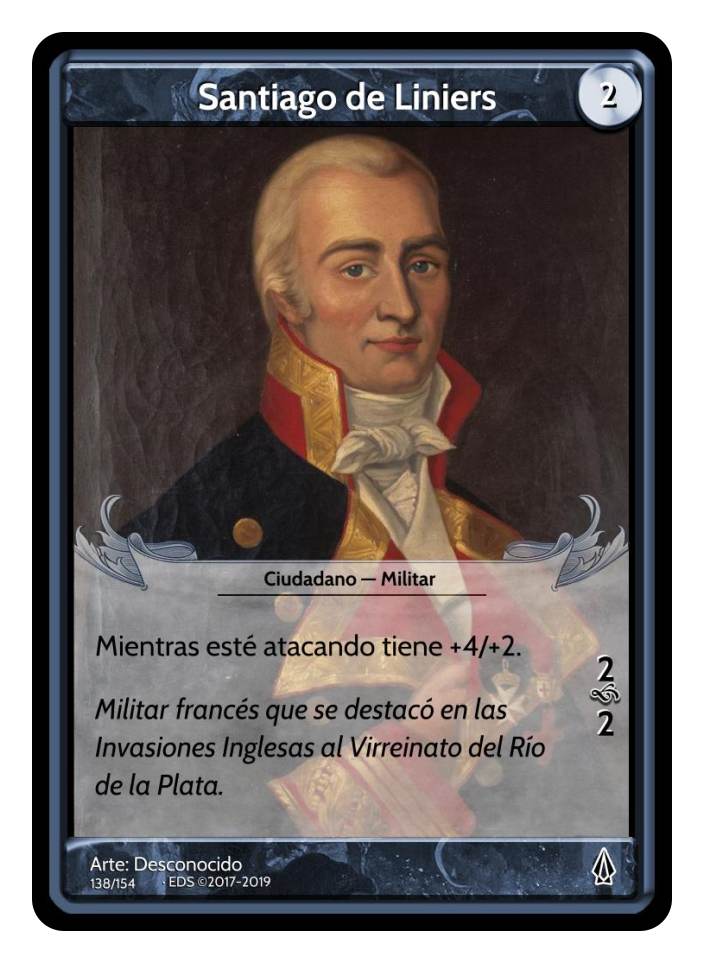 Santiago de Liniers
2
Ciudadano — Militar
Mientras esté atacando tiene +4/+2.
2
2
Militar francés que se destacó en las
Invasiones Inglesas al Virreinato del Río
de la Plata.
Arte: Desconocido
138/154 · EDS ©2017-2019